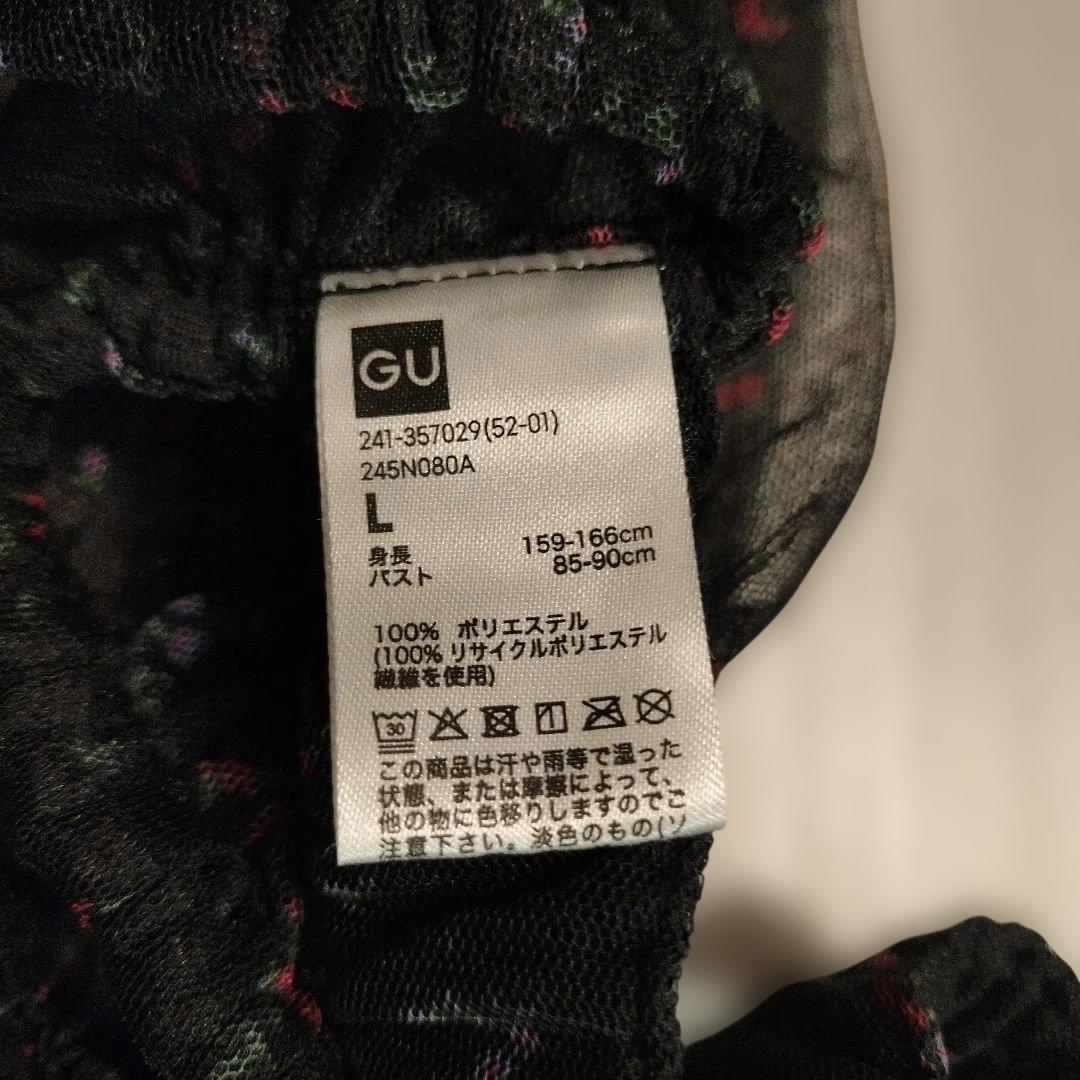 GU
241-357029(52-01)
245N080A
L
身長 159-166cm
バスト 85-90cm
100% ポリエステル
(100% リサイクルポリエステル
繊維を使用)
30
この商品は汗や雨等で湿った
状態、または摩擦によって、
他の物に色移りしますのでご
注意下さい。淡色のもの(ソ